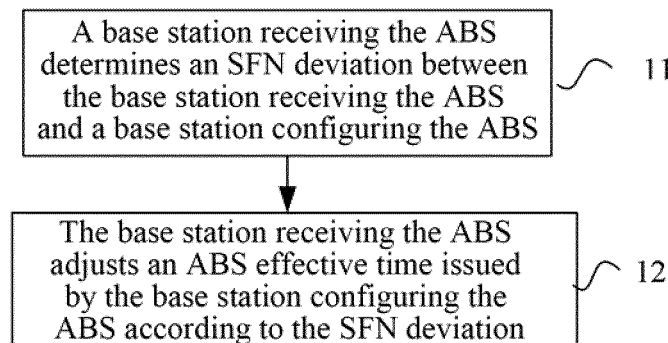 A base station receiving the ABS
determines an SFN deviation between
the base station receiving the ABS
and a base station configuring the ABS
11
The base station receiving the ABS
adjusts an ABS effective time issued
by the base station configuring the
ABS according to the SFN deviation
12